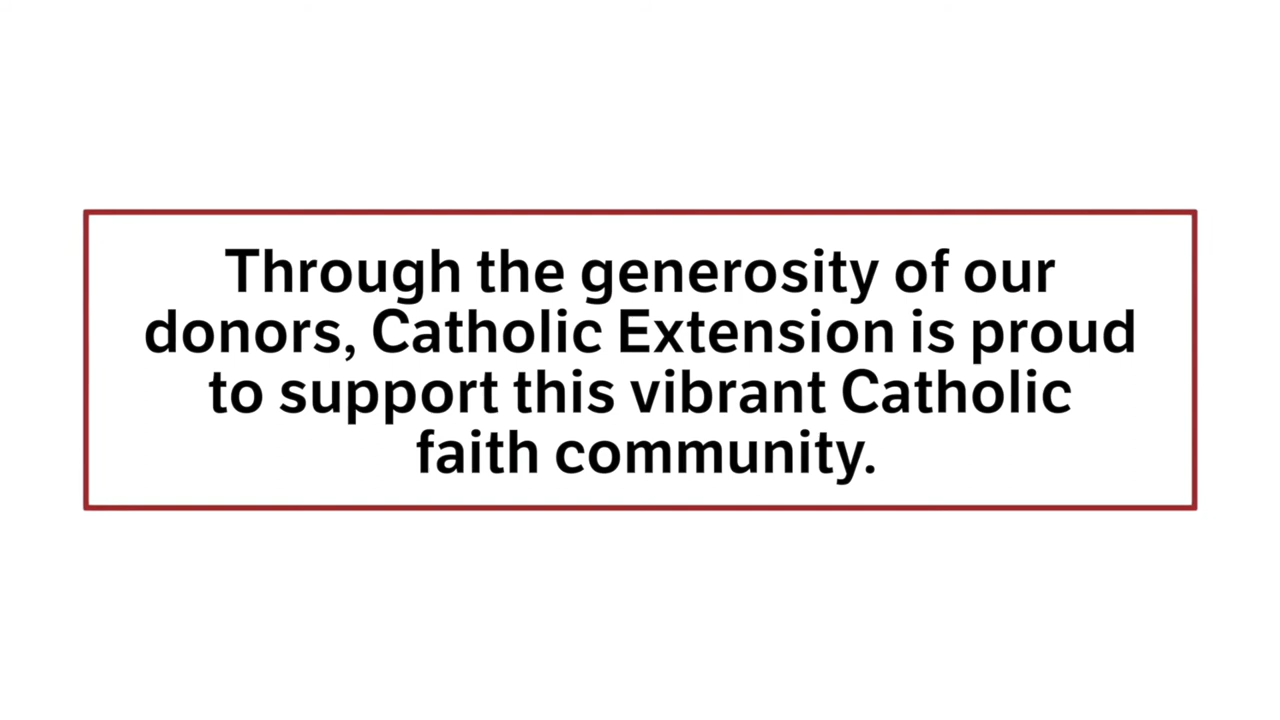 Through the generosity of our
donors, Catholic Extension is proud
to support this vibrant Catholic
faith community.